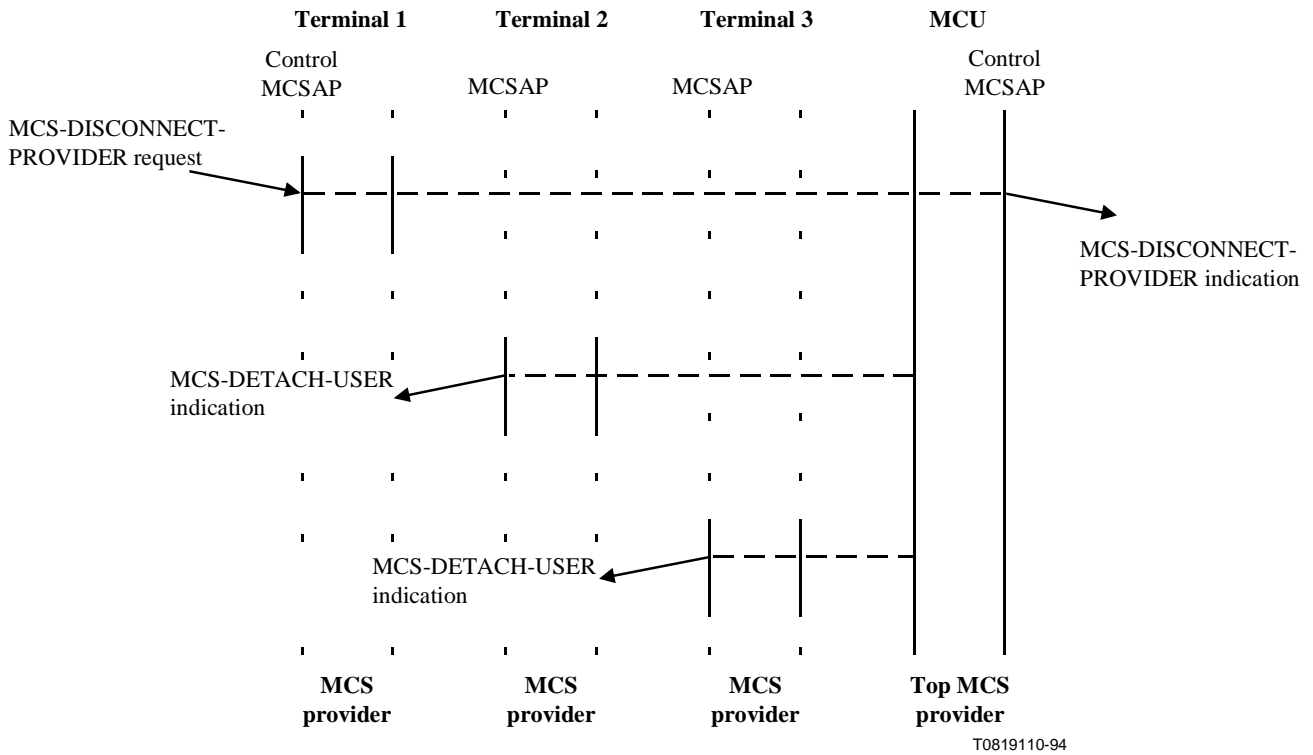 Terminal 1 Terminal 2 Terminal 3 MCU
Control
MCSAP
MCSAP
MCSAP
Control
MCSAP
MCS-DISCONNECT-
PROVIDER request
MCS-DISCONNECT-
PROVIDER indication
MCS-DETACH-USER
indication
MCS-DETACH-USER
indication
MCS
provider
MCS
provider
MCS
provider
Top MCS
provider
T0819110-94